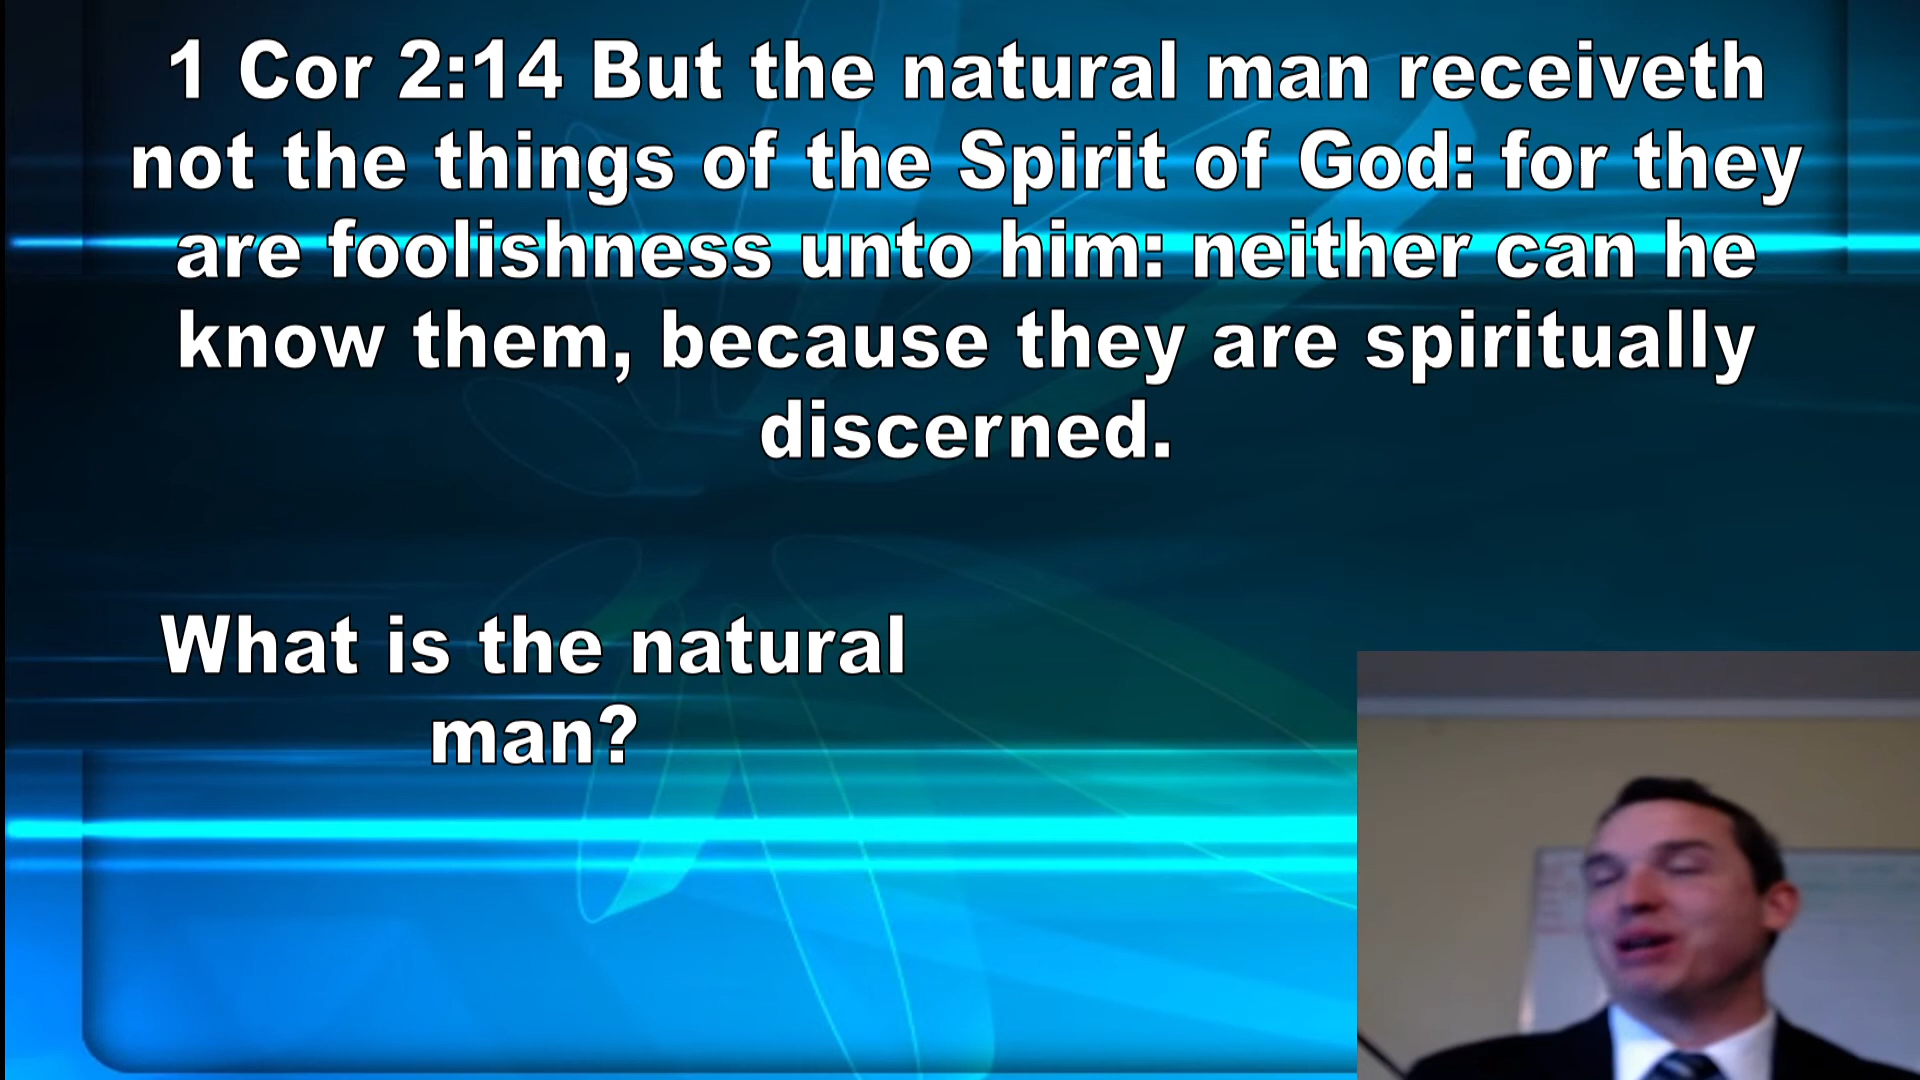 1 Cor 2:14 But the natural man receiveth
not the things of the Spirit of God: for they
are foolishness unto him: neither can he
know them, because they are spiritually
discerned.
What is the natural
man?